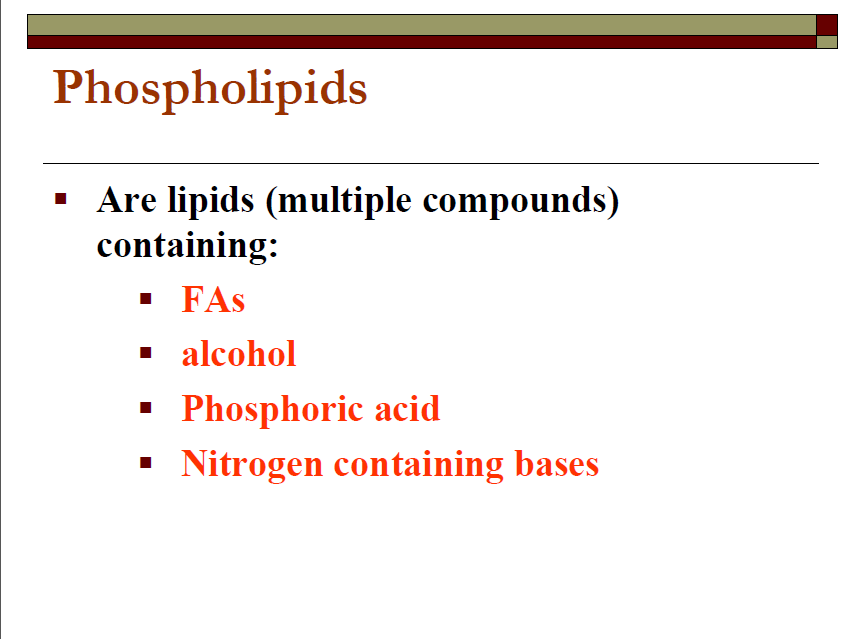 Phospholipids
▪ Are lipids (multiple compounds)
containing:
▪ FAs
▪ alcohol
▪ Phosphoric acid
▪ Nitrogen containing bases